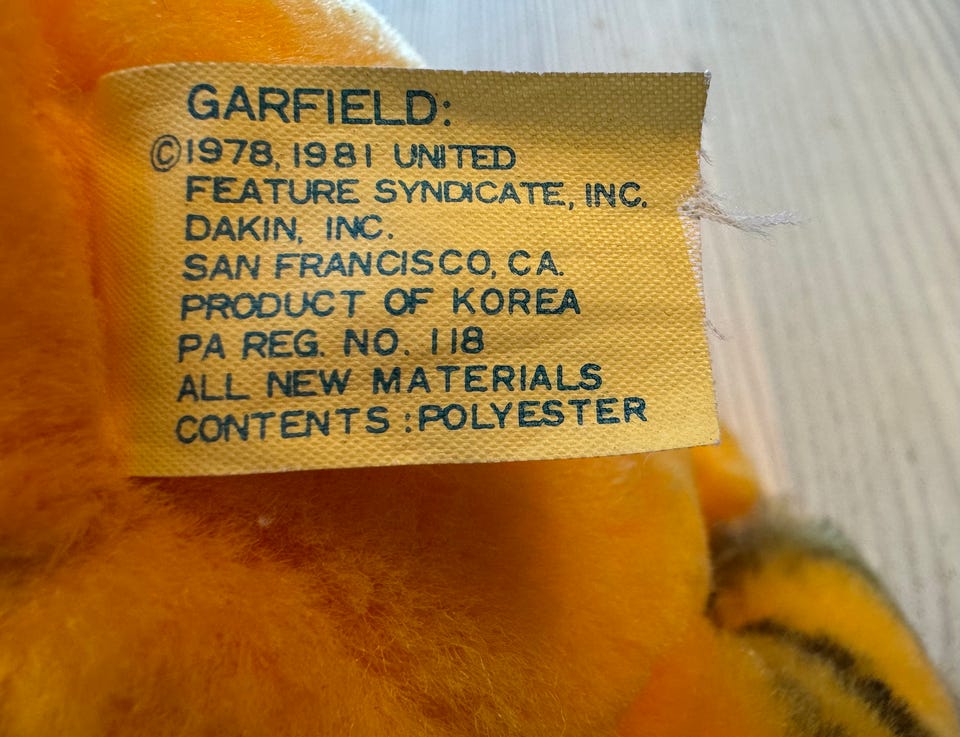 GARFIELD:
©1978, 1981 UNITED
FEATURE SYNDICATE, INC.
DAKIN, INC.
SAN FRANCISCO, CA.
PRODUCT OF KOREA
PA REG. NO. 118
ALL NEW MATERIALS
CONTENTS : POLYESTER